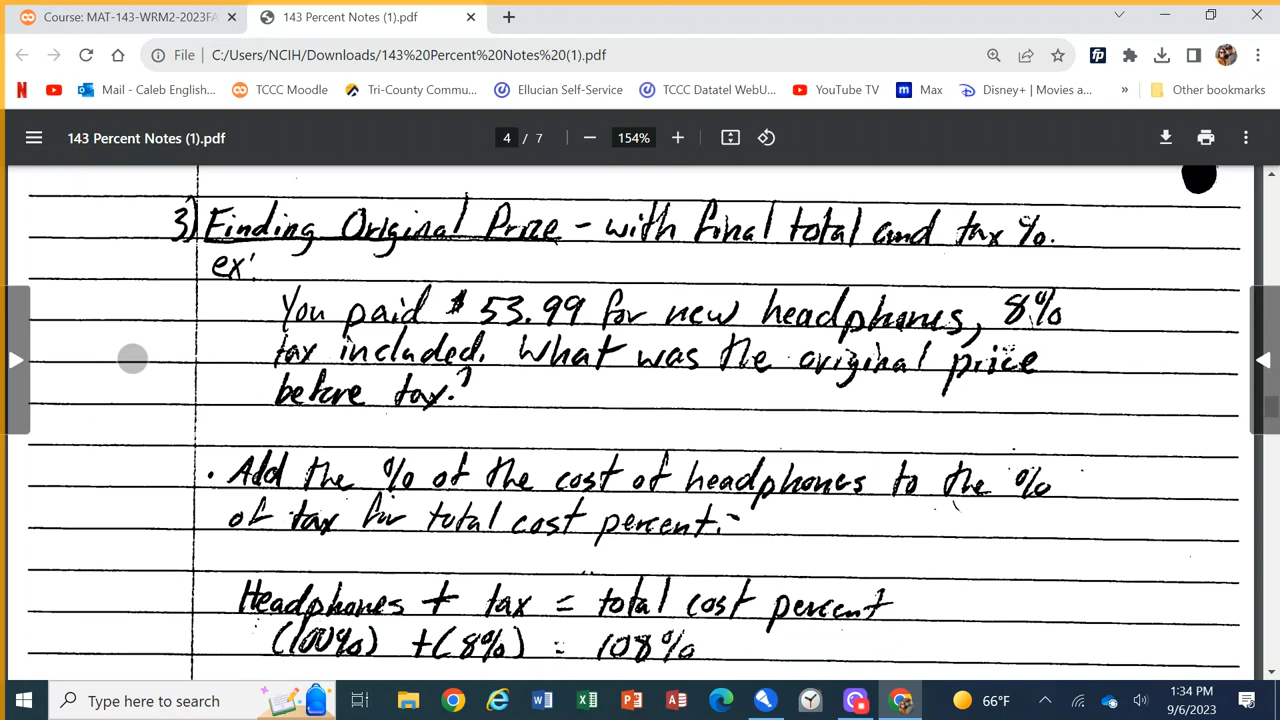 Course: MAT-143-WRM2-2023FA
143 Percent Notes (1).pdf
File
C:/Users/NCIH/Downloads/143%20Percent%20Notes%20(1).pdf
Mail - Caleb English...
TCCC Moodle
Tri-County Commu...
Ellucian Self-Service
TCCC Datatel WebU...
YouTube TV
Max
Disney+ | Movies a...
»
Other bookmarks
143 Percent Notes (1).pdf
4 / 7
154%
3) Finding Original Price - with final total and tax %.
ex:
You paid $53.99 for new headphones, 8%
tax included. What was the original price
before tax?
· Add the % of the cost of headphones to the %
of tax for total cost percent:
Headphones + tax = total cost percent
(100%) + (8%) = 108%
Type here to search
66°F
1:34 PM
9/6/2023